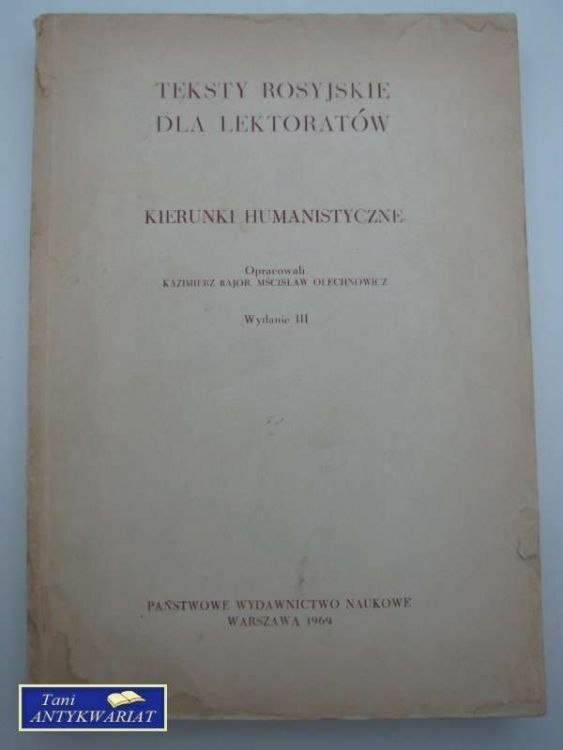 TEKSTY ROSYJSKIE
DLA LEKTORATÓW
KIERUNKI HUMANISTYCZNE
Opracowali
KAZIMIERZ BAJOR, MŚCISŁAW OLECHNOWICZ
Wydanie III
PAŃSTWOWE WYDAWNICTWO NAUKOWE
WARSZAWA 1969
Tani
ANTYKWARIAT